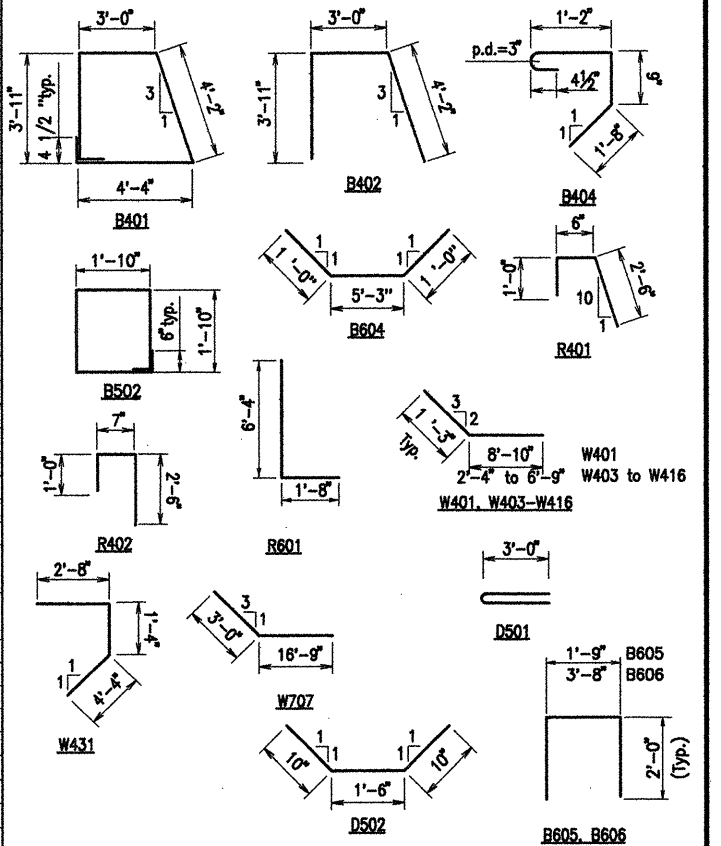 3'-0"
3'-11"
4 1/2 "typ.
3
1
4'-2"
4'-4"
B401
3'-0"
3'-11"
3
1
4'-2"
B402
1'-2"
p.d.=3"
4½"
9"
1
1
1'-8"
B404
1
1
1
1
1'-0"
5'-3"
1'-0"
B604
6"
1'-0"
10
1
2'-6"
R401
1'-10"
6"typ.
1'-10"
B502
6'-4"
1'-8"
R601
3
2
1'-3"
Typ.
8'-10" W401
2'-4" to 6'-9" W403 to W416
W401, W403-W416
7"
1'-0"
2'-6"
R402
3'-0"
D501
2'-8"
1'-4"
1
1
4'-4"
W431
3
1
3'-0"
16'-9"
W707
1
1
1
1
10"
1'-6"
10"
D502
1'-9" B605
3'-8" B606
2'-0"
(Typ.)
B605, B606